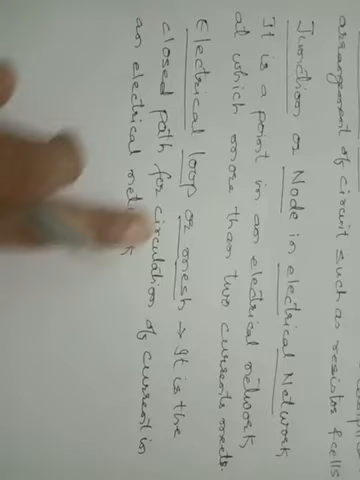 arrangement of circuit such as resistor & cells
Junction or Node in electrical Network
It is a point in an electrical network
at which more than two currents meets.
Electrical loop or mesh → It is the
closed path for circulation of current in
an electrical